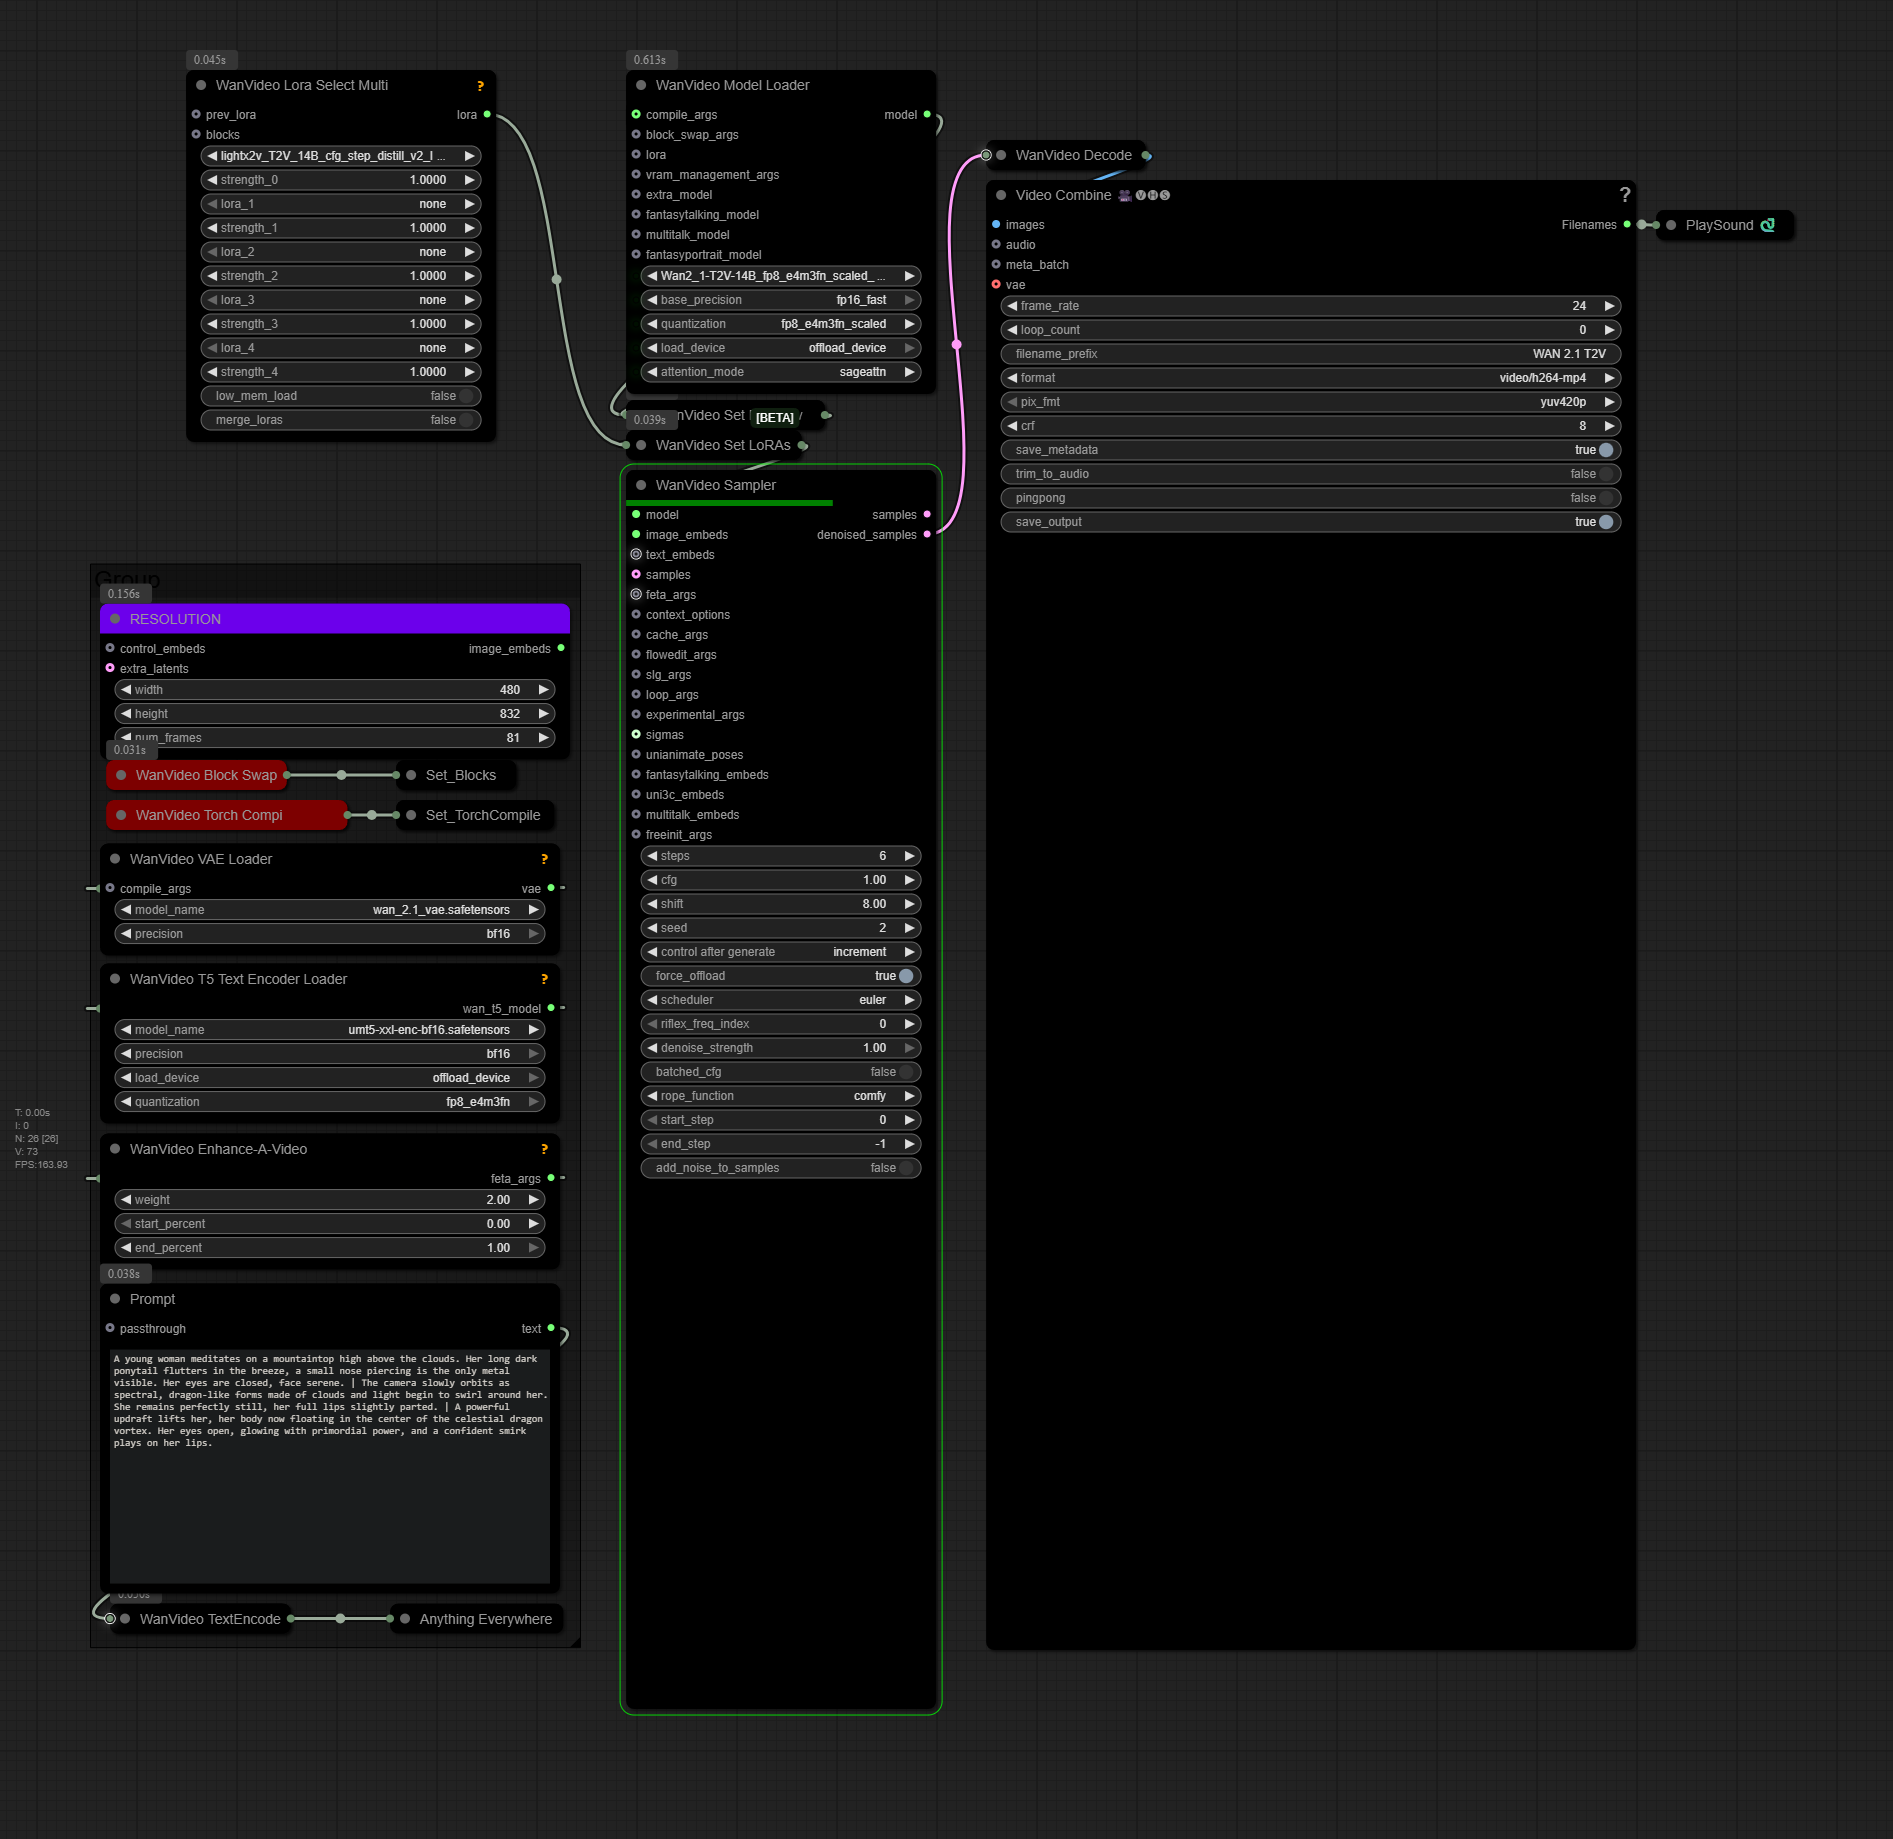 0.045s
WanVideo Lora Select Multi ?
prev_lora lora
blocks
lightx2v_T2V_14B_cfg_step_distill_v2_l ...
strength_0 1.0000
lora_1 none
strength_1 1.0000
lora_2 none
strength_2 1.0000
lora_3 none
strength_3 1.0000
lora_4 none
strength_4 1.0000
low_mem_load false
merge_loras false
0.613s
WanVideo Model Loader
compile_args model
block_swap_args
lora
vram_management_args
extra_model
fantasytalking_model
multitalk_model
fantasyportrait_model
Wan2_1-T2V-14B_fp8_e4m3fn_scaled_ ...
base_precision fp16_fast
quantization fp8_e4m3fn_scaled
load_device offload_device
attention_mode sageattn
nVideo Set [BETA]
0.039s
WanVideo Set LoRAs
WanVideo Sampler
model samples
image_embeds denoised_samples
text_embeds
samples
feta_args
context_options
cache_args
flowedit_args
slg_args
loop_args
experimental_args
sigmas
unianimate_poses
fantasytalking_embeds
uni3c_embeds
multitalk_embeds
freeinit_args
steps 6
cfg 1.00
shift 8.00
seed 2
control after generate increment
force_offload true
scheduler euler
riflex_freq_index 0
denoise_strength 1.00
batched_cfg false
rope_function comfy
start_step 0
end_step -1
add_noise_to_samples false
WanVideo Decode
Video Combine 🎥🅥🅗🅢 ?
images Filenames
audio
meta_batch
vae
frame_rate 24
loop_count 0
filename_prefix WAN 2.1 T2V
format video/h264-mp4
pix_fmt yuv420p
crf 8
save_metadata true
trim_to_audio false
pingpong false
save_output true
PlaySound
Group
0.156s
RESOLUTION
control_embeds image_embeds
extra_latents
width 480
height 832
num_frames 81
0.031s
WanVideo Block Swap Set_Blocks
WanVideo Torch Compi Set_TorchCompile
WanVideo VAE Loader ?
compile_args vae
model_name wan_2.1_vae.safetensors
precision bf16
WanVideo T5 Text Encoder Loader ?
wan_t5_model
model_name umt5-xxl-enc-bf16.safetensors
precision bf16
load_device offload_device
quantization fp8_e4m3fn
WanVideo Enhance-A-Video ?
feta_args
weight 2.00
start_percent 0.00
end_percent 1.00
0.038s
Prompt
passthrough text
A young woman meditates on a mountaintop high above the clouds. Her long dark
ponytail flutters in the breeze, a small nose piercing is the only metal
visible. Her eyes are closed, face serene. | The camera slowly orbits as
spectral, dragon-like forms made of clouds and light begin to swirl around her.
She remains perfectly still, her full lips slightly parted. | A powerful
updraft lifts her, her body now floating in the center of the celestial dragon
vortex. Her eyes open, glowing with primordial power, and a confident smirk
plays on her lips.
WanVideo TextEncode Anything Everywhere
T: 0.00s
I: 0
N: 26 [26]
V: 73
FPS:163.93